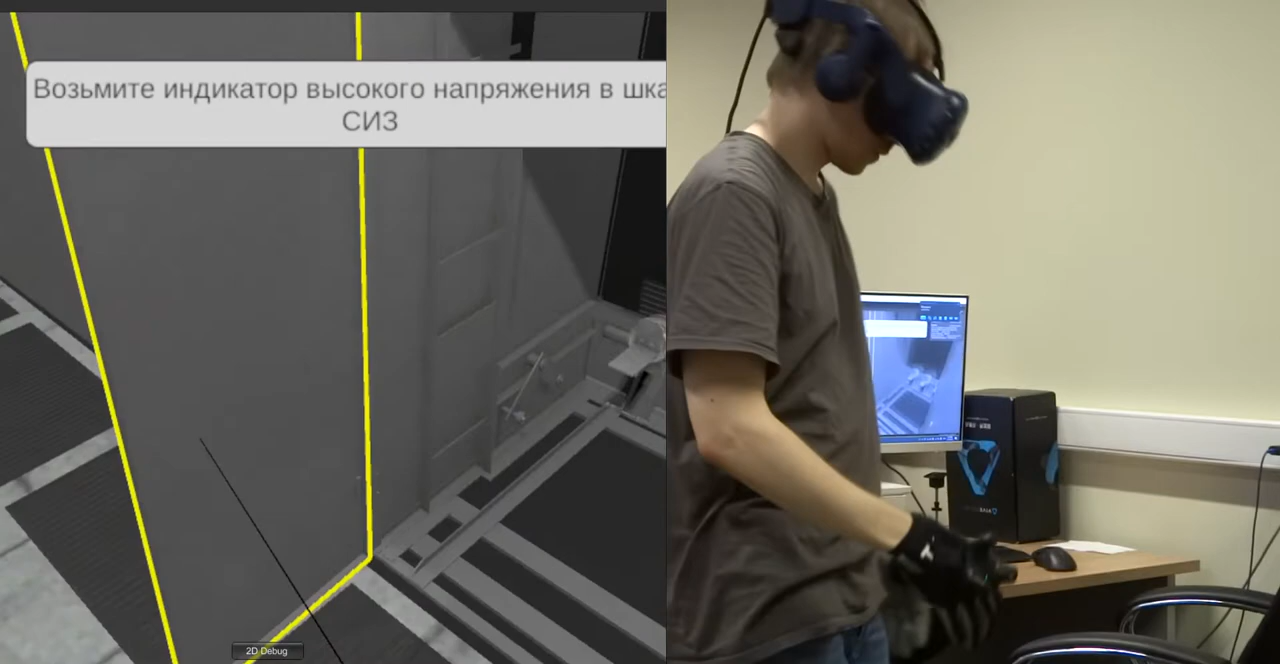 Возьмите индикатор высокого напряжения в шка
СИЗ
2D Debug